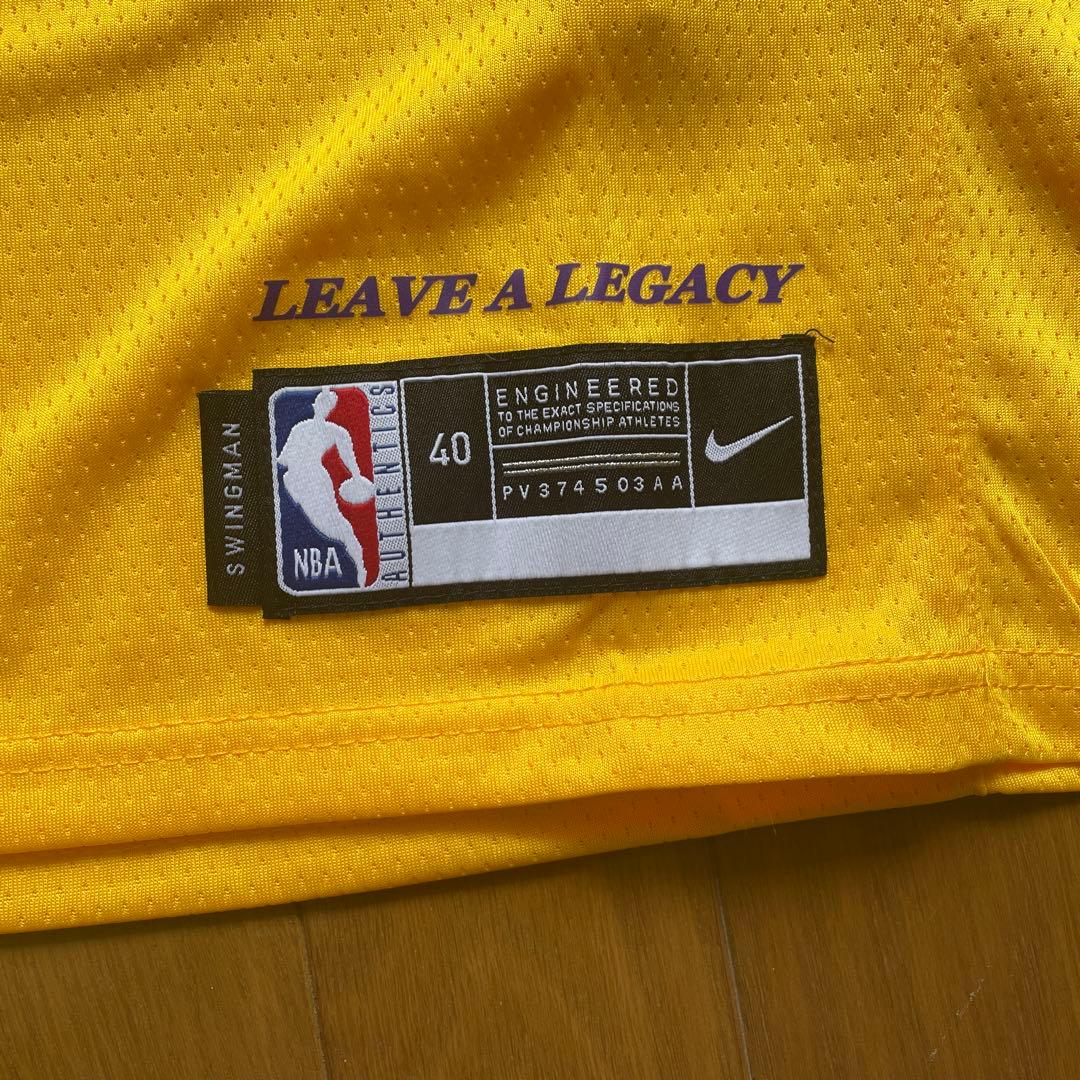 LEAVE A LEGACY
SWINGMAN
NBA
AUTHENTICS
40
ENGINEERED
TO THE EXACT SPECIFICATIONS
OF CHAMPIONSHIP ATHLETES
PV374503AA